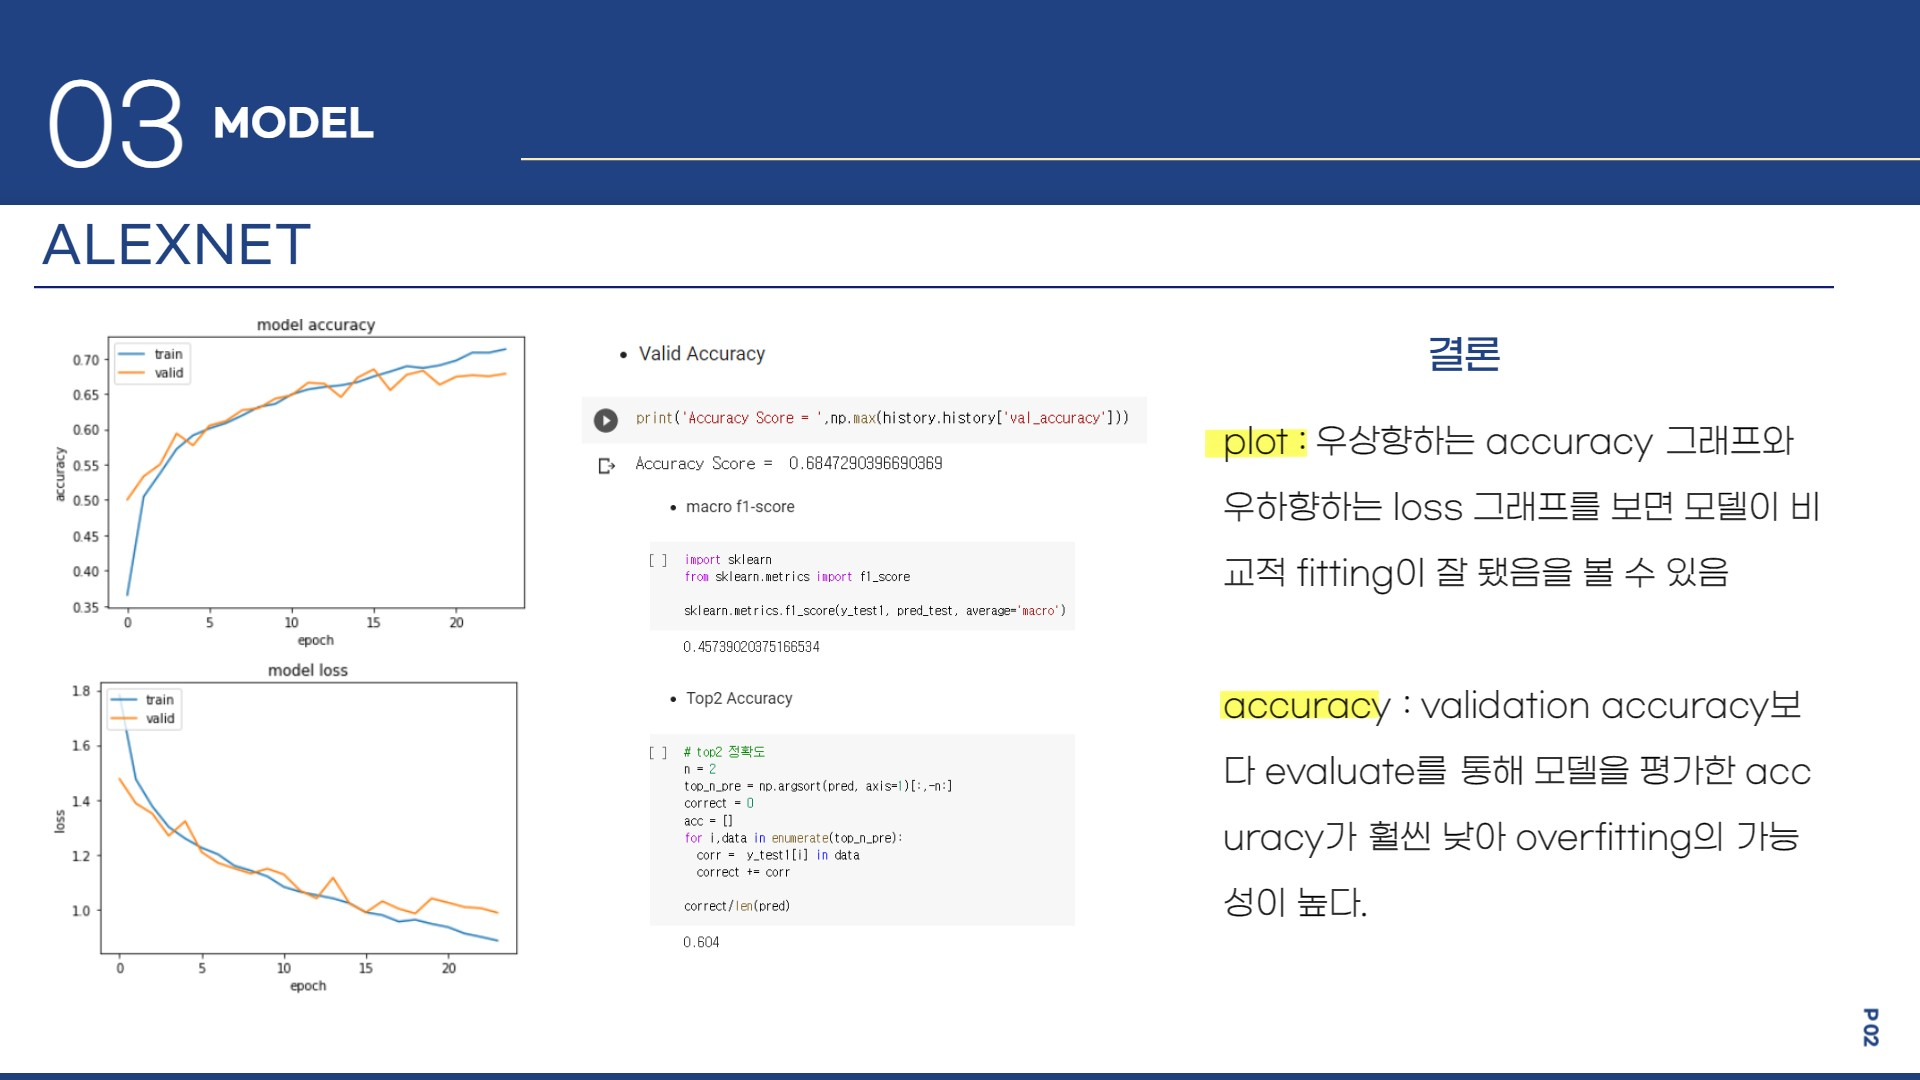 03 MODEL
ALEXNET
model accuracy
train
valid
0.70
0.65
0.60
0.55
0.50
0.45
0.40
0.35
accuracy
0 5 10 15 20
epoch
model loss
train
valid
1.8
1.6
1.4
1.2
1.0
loss
0 5 10 15 20
epoch
• Valid Accuracy
print('Accuracy Score = ',np.max(history.history['val_accuracy']))
Accuracy Score =  0.6847290396690369
• macro f1-score
[ ] import sklearn
from sklearn.metrics import f1_score
sklearn.metrics.f1_score(y_test1, pred_test, average='macro')
0.45739020375166534
• Top2 Accuracy
[ ] # top2 정확도
n = 2
top_n_pre = np.argsort(pred, axis=1)[:,-n:]
correct = 0
acc = []
for i,data in enumerate(top_n_pre):
  corr =  y_test1[i] in data
  correct += corr
correct/len(pred)
0.604
결론
plot : 우상향하는 accuracy 그래프와
우하향하는 loss 그래프를 보면 모델이 비
교적 fitting이 잘 됐음을 볼 수 있음
accuracy : validation accuracy보
다 evaluate를 통해 모델을 평가한 acc
uracy가 훨씬 낮아 overfitting의 가능
성이 높다.
P 02